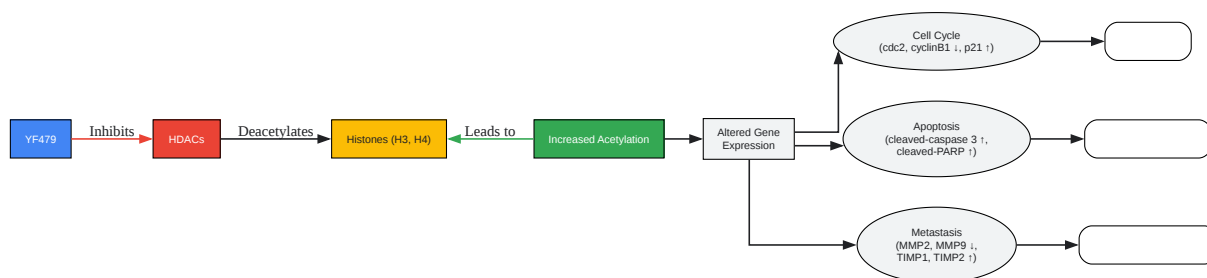 YF479
Inhibits
HDACs
Deacetylates
Histones (H3, H4)
Leads to
Increased Acetylation
Altered Gene
Expression
Cell Cycle
(cdc2, cyclinB1 ↓, p21 ↑)
Apoptosis
(cleaved-caspase 3 ↑,
cleaved-PARP ↑)
Metastasis
(MMP2, MMP9 ↓,
TIMP1, TIMP2 ↑)